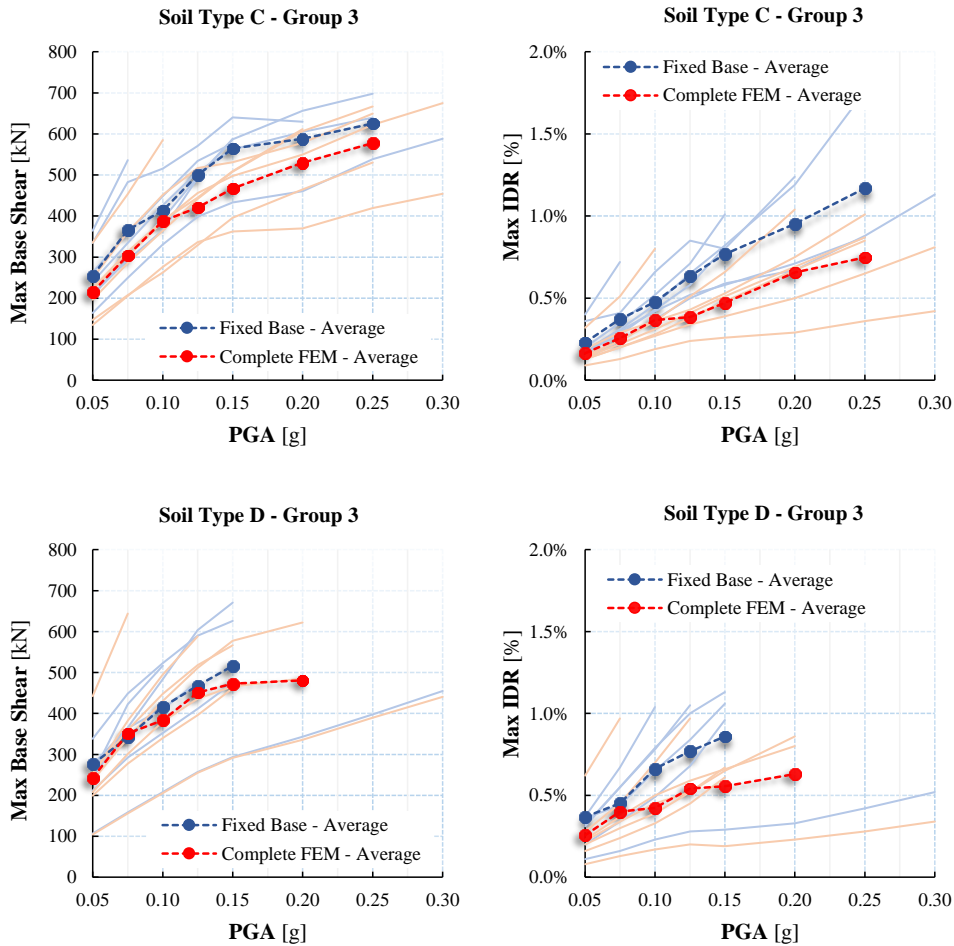 Soil Type C - Group 3
Max Base Shear [kN]
800
700
600
500
400
300
200
100
0
Fixed Base - Average
Complete FEM - Average
0.05 0.10 0.15 0.20 0.25 0.30
PGA [g]
Soil Type C - Group 3
Max IDR [%]
2.0%
1.5%
1.0%
0.5%
0.0%
Fixed Base - Average
Complete FEM - Average
0.05 0.10 0.15 0.20 0.25 0.30
PGA [g]
Soil Type D - Group 3
Max Base Shear [kN]
800
700
600
500
400
300
200
100
0
Fixed Base - Average
Complete FEM - Average
0.05 0.10 0.15 0.20 0.25 0.30
PGA [g]
Soil Type D - Group 3
Max IDR [%]
2.0%
1.5%
1.0%
0.5%
0.0%
Fixed Base - Average
Complete FEM - Average
0.05 0.10 0.15 0.20 0.25 0.30
PGA [g]